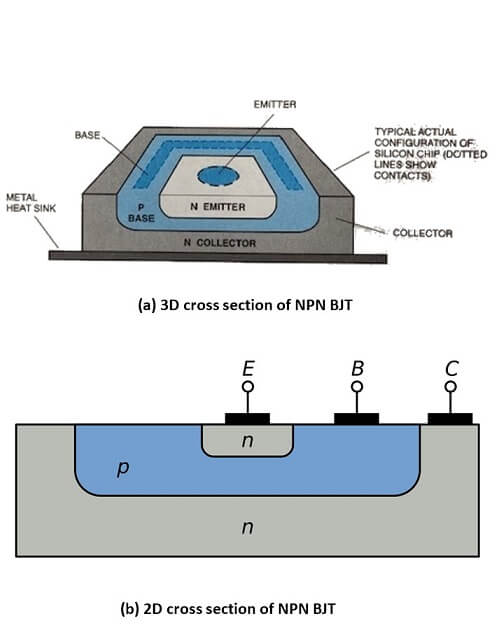 EMITTER
BASE
TYPICAL ACTUAL
CONFIGURATION OF
SILICON CHIP (DOTTED
LINES SHOW
CONTACTS)
METAL
HEAT SINK
P
BASE
N EMITTER
COLLECTOR
N COLLECTOR
(a) 3D cross section of NPN BJT
E B C
n
p
n
(b) 2D cross section of NPN BJT